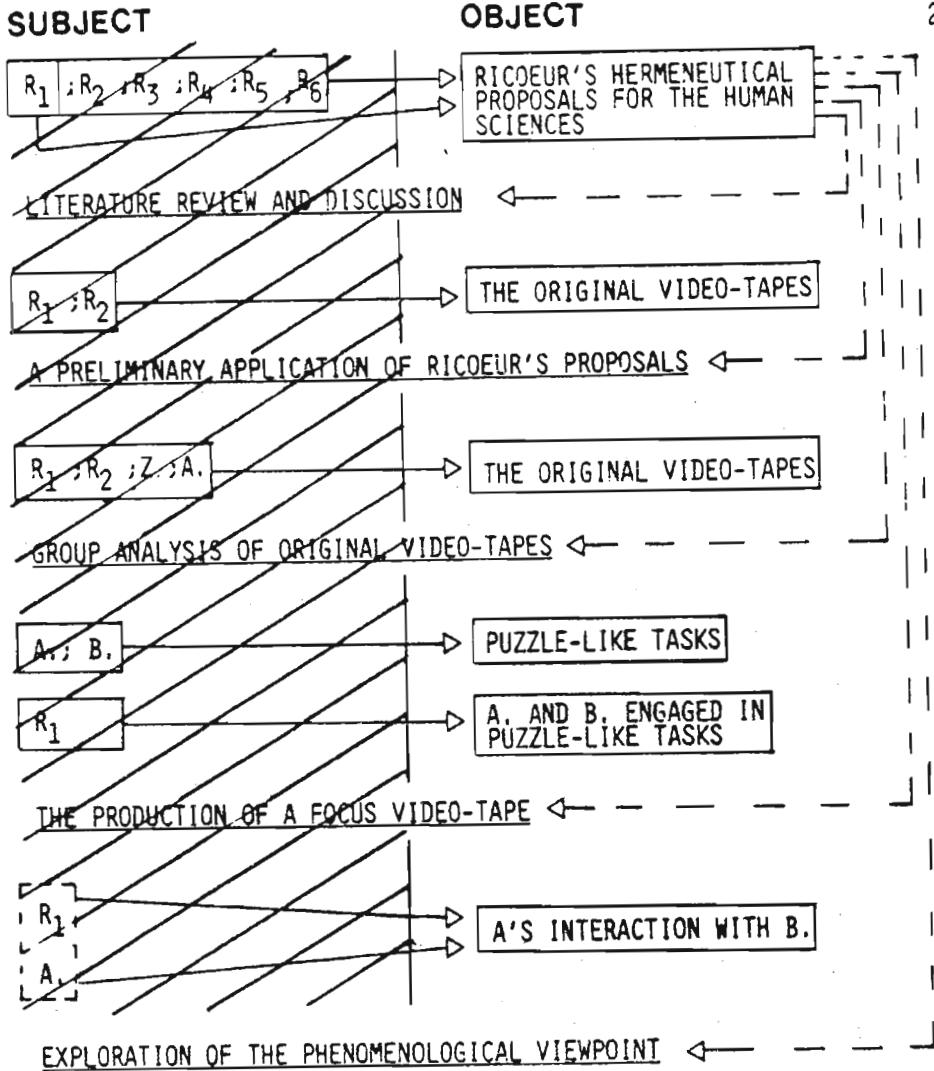 SUBJECT OBJECT 2
R1 ;R2 ;R3 ;R4 ;R5 ;R6
RICOEUR'S HERMENEUTICAL
PROPOSALS FOR THE HUMAN
SCIENCES
LITERATURE REVIEW AND DISCUSSION
R1 ;R2
THE ORIGINAL VIDEO-TAPES
A PRELIMINARY APPLICATION OF RICOEUR'S PROPOSALS
R1 ;R2 ;Z.;A.
THE ORIGINAL VIDEO-TAPES
GROUP ANALYSIS OF ORIGINAL VIDEO-TAPES
A.; B.
PUZZLE-LIKE TASKS
R1
A. AND B. ENGAGED IN
PUZZLE-LIKE TASKS
THE PRODUCTION OF A FOCUS VIDEO-TAPE
R1
A.
A'S INTERACTION WITH B.
EXPLORATION OF THE PHENOMENOLOGICAL VIEWPOINT